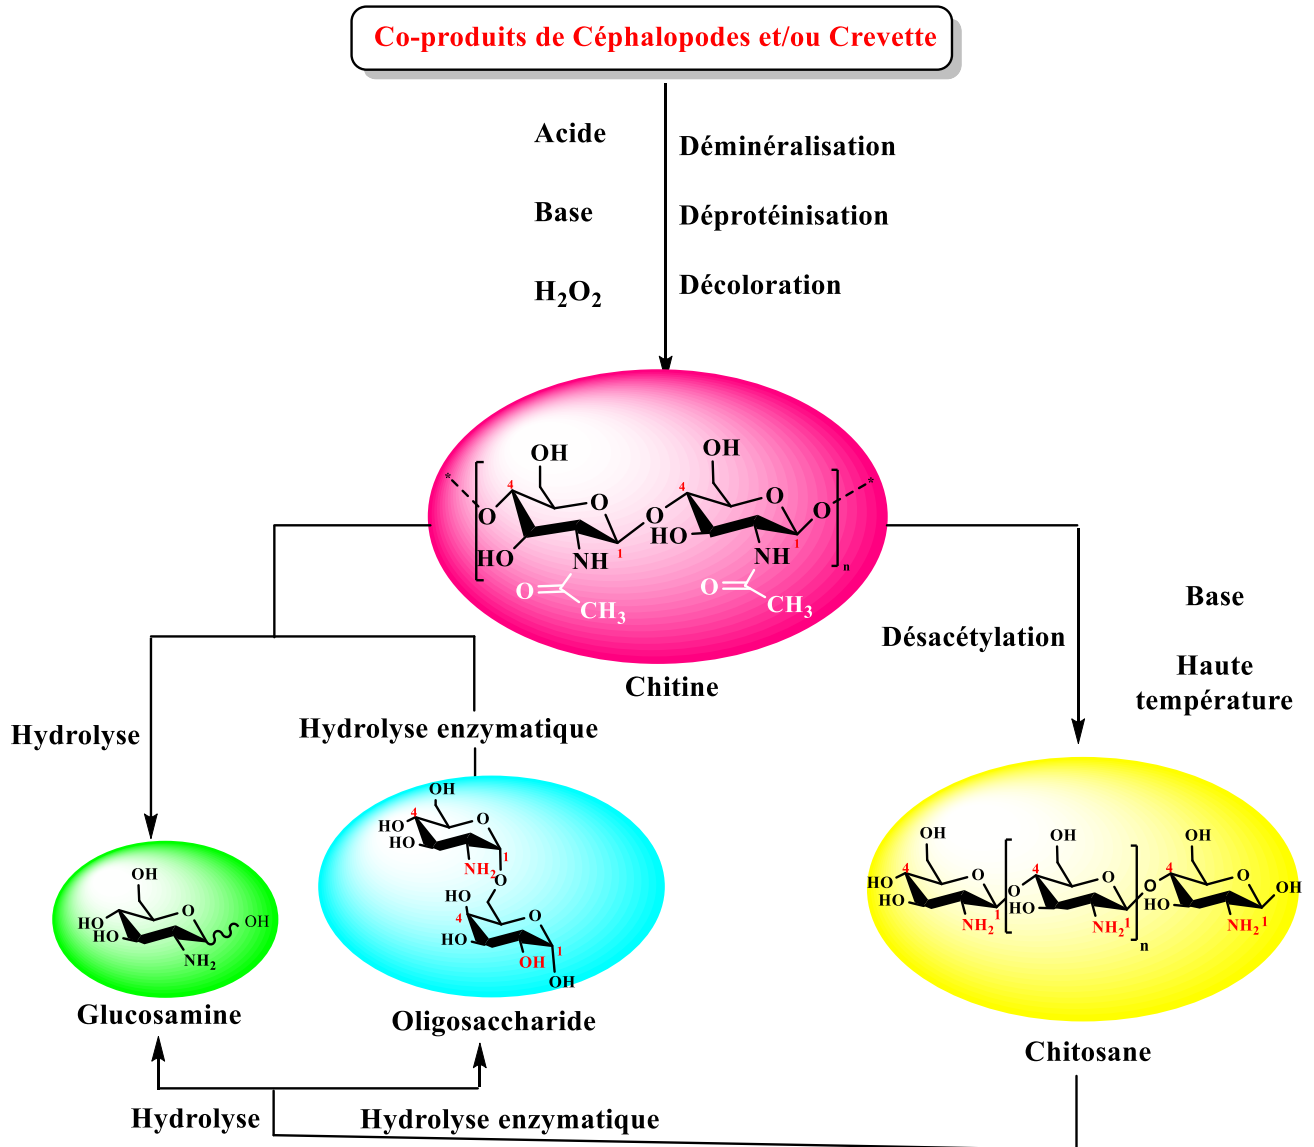 Co-produits de Céphalopodes et/ou Crevette
Acide
Déminéralisation
Base
Déprotéinisation
H2O2
Décoloration
OH
OH
*
*
4
4
O
O
O
O
O
HO
HO
NH
1
NH
1
n
O
CH3
O
CH3
Chitine
Désacétylation
Base
Haute
température
Hydrolyse
Hydrolyse enzymatique
OH
4
O
HO
HO
1
NH2
O
OH
4
O
HO
1
OH
OH
Oligosaccharide
OH
O
OH
HO
HO
NH2
Glucosamine
OH
OH
OH
4
O
4
O
4
O
HO
O
O
OH
HO
HO
HO
NH2
1
NH2
1
NH2
1
n
Chitosane
Hydrolyse
Hydrolyse enzymatique